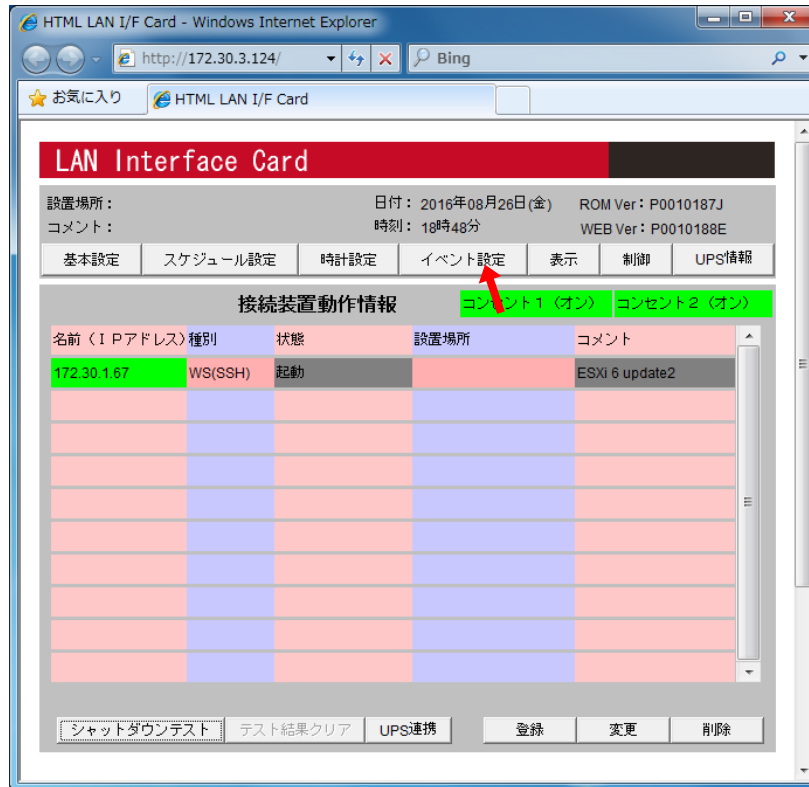 HTML LAN I/F Card - Windows Internet Explorer
http://172.30.3.124/ Bing
お気に入り HTML LAN I/F Card
LAN Interface Card
設置場所： 日付： 2016年08月26日(金) ROM Ver： P0010187J
コメント： 時刻： 18時48分 WEB Ver： P0010188E
基本設定 スケジュール設定 時計設定 イベント設定 表示 制御 UPS情報
接続装置動作情報 コンセント１（オン） コンセント２（オン）
名前（ＩＰアドレス） 種別 状態 設置場所 コメント
172.30.1.67 WS(SSH) 起動 ESXi 6 update2
シャットダウンテスト テスト結果クリア UPS連携 登録 変更 削除